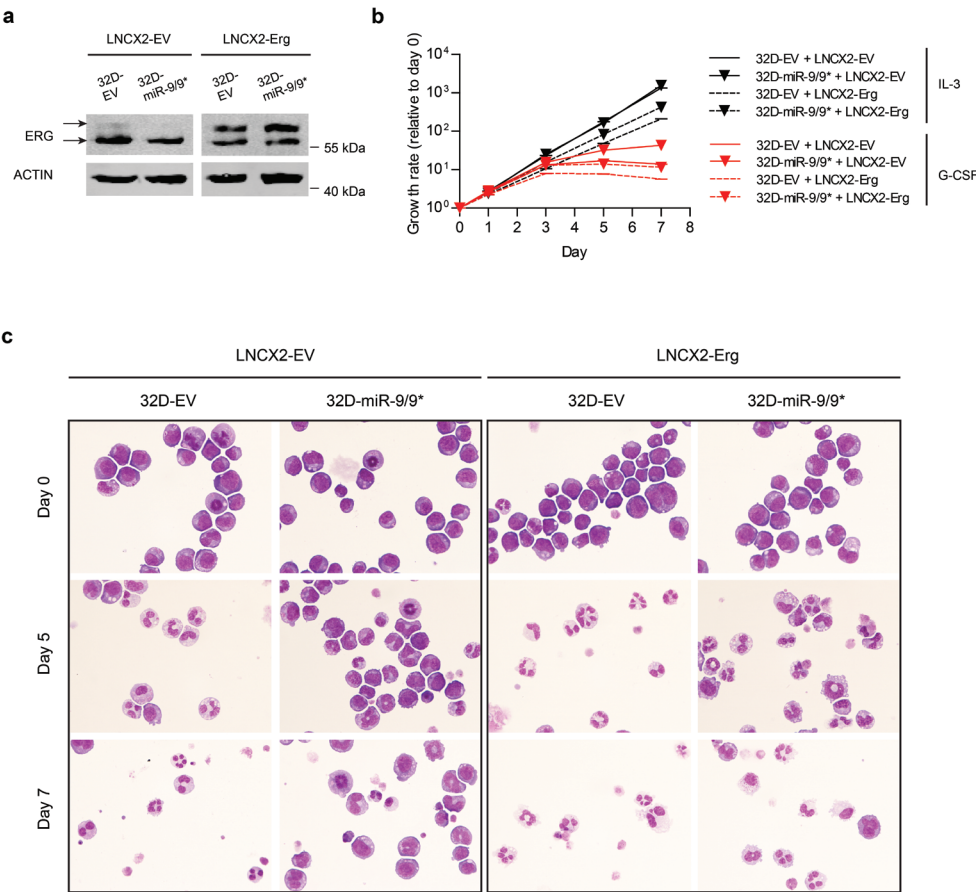 a
LNCX2-EV
LNCX2-Erg
32D-
EV
32D-
miR-9/9*
32D-
EV
32D-
miR-9/9*
ERG
55 kDa
ACTIN
40 kDa
b
Growth rate (relative to day 0)
10⁴
10³
10²
10¹
10⁰
0 1 2 3 4 5 6 7 8
Day
32D-EV + LNCX2-EV
32D-miR-9/9* + LNCX2-EV
32D-EV + LNCX2-Erg
32D-miR-9/9* + LNCX2-Erg
IL-3
32D-EV + LNCX2-EV
32D-miR-9/9* + LNCX2-EV
32D-EV + LNCX2-Erg
32D-miR-9/9* + LNCX2-Erg
G-CSF
c
LNCX2-EV
LNCX2-Erg
32D-EV
32D-miR-9/9*
32D-EV
32D-miR-9/9*
Day 0
Day 5
Day 7